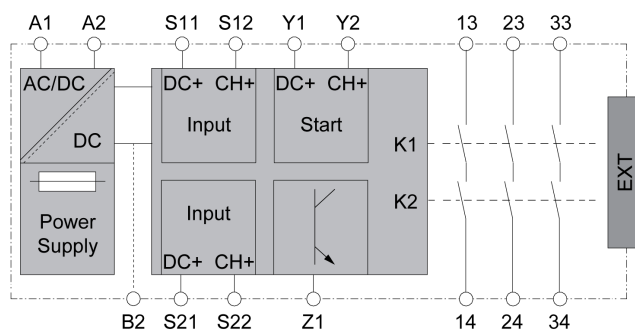 A1 A2 S11 S12 Y1 Y2 13 23 33
AC/DC DC+ CH+ DC+ CH+
Input Start
DC K1
EXT
K2
Input
Power
Supply
DC+ CH+
B2 S21 S22 Z1 14 24 34